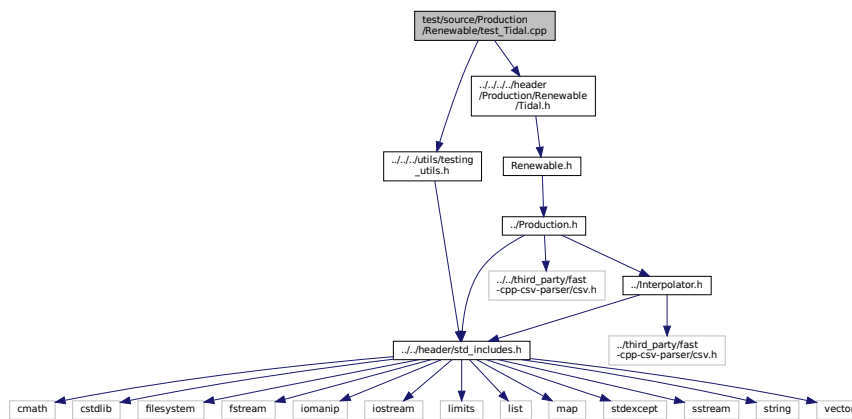 test/source/Production
/Renewable/test_Tidal.cpp
../../../../header
/Production/Renewable
/Tidal.h
../../../utils/testing
_utils.h
Renewable.h
../Production.h
../../third_party/fast
-cpp-csv-parser/csv.h
../Interpolator.h
../../header/std_includes.h
../third_party/fast
-cpp-csv-parser/csv.h
cmath
cstdlib
filesystem
fstream
iomanip
iostream
limits
list
map
stdexcept
sstream
string
vector